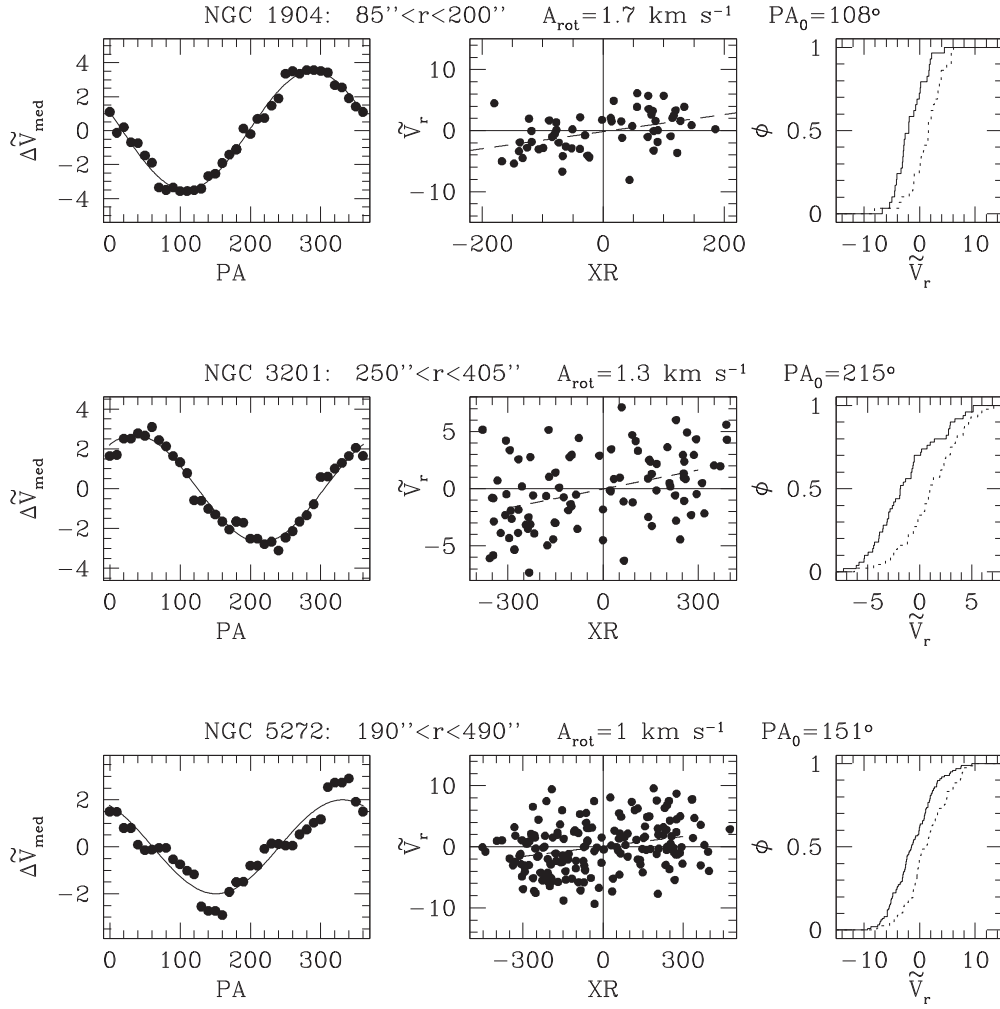 NGC 1904: 85''<r<200'' A_rot=1.7 km s⁻¹ PA₀=108°
ΔṼ_med
4
2
0
−2
−4
0 100 200 300
PA
Ṽ_r
10
0
−10
−200 0 200
XR
ϕ
1
0.5
0
−10 0 10
Ṽ_r
NGC 3201: 250''<r<405'' A_rot=1.3 km s⁻¹ PA₀=215°
ΔṼ_med
4
2
0
−2
−4
0 100 200 300
PA
Ṽ_r
5
0
−5
−300 0 300
XR
ϕ
1
0.5
0
−5 0 5
Ṽ_r
NGC 5272: 190''<r<490'' A_rot=1 km s⁻¹ PA₀=151°
ΔṼ_med
2
0
−2
0 100 200 300
PA
Ṽ_r
10
0
−10
−300 0 300
XR
ϕ
1
0.5
0
−10 0 10
Ṽ_r